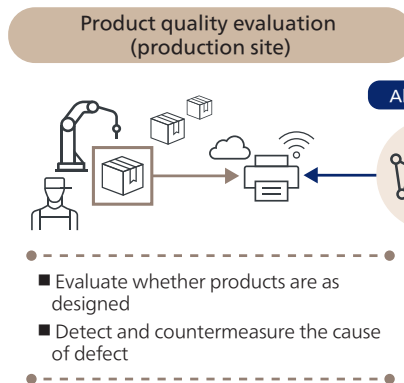 Product quality evaluation
(production site)
■ Evaluate whether products are as
designed
■ Detect and countermeasure the cause
of defect